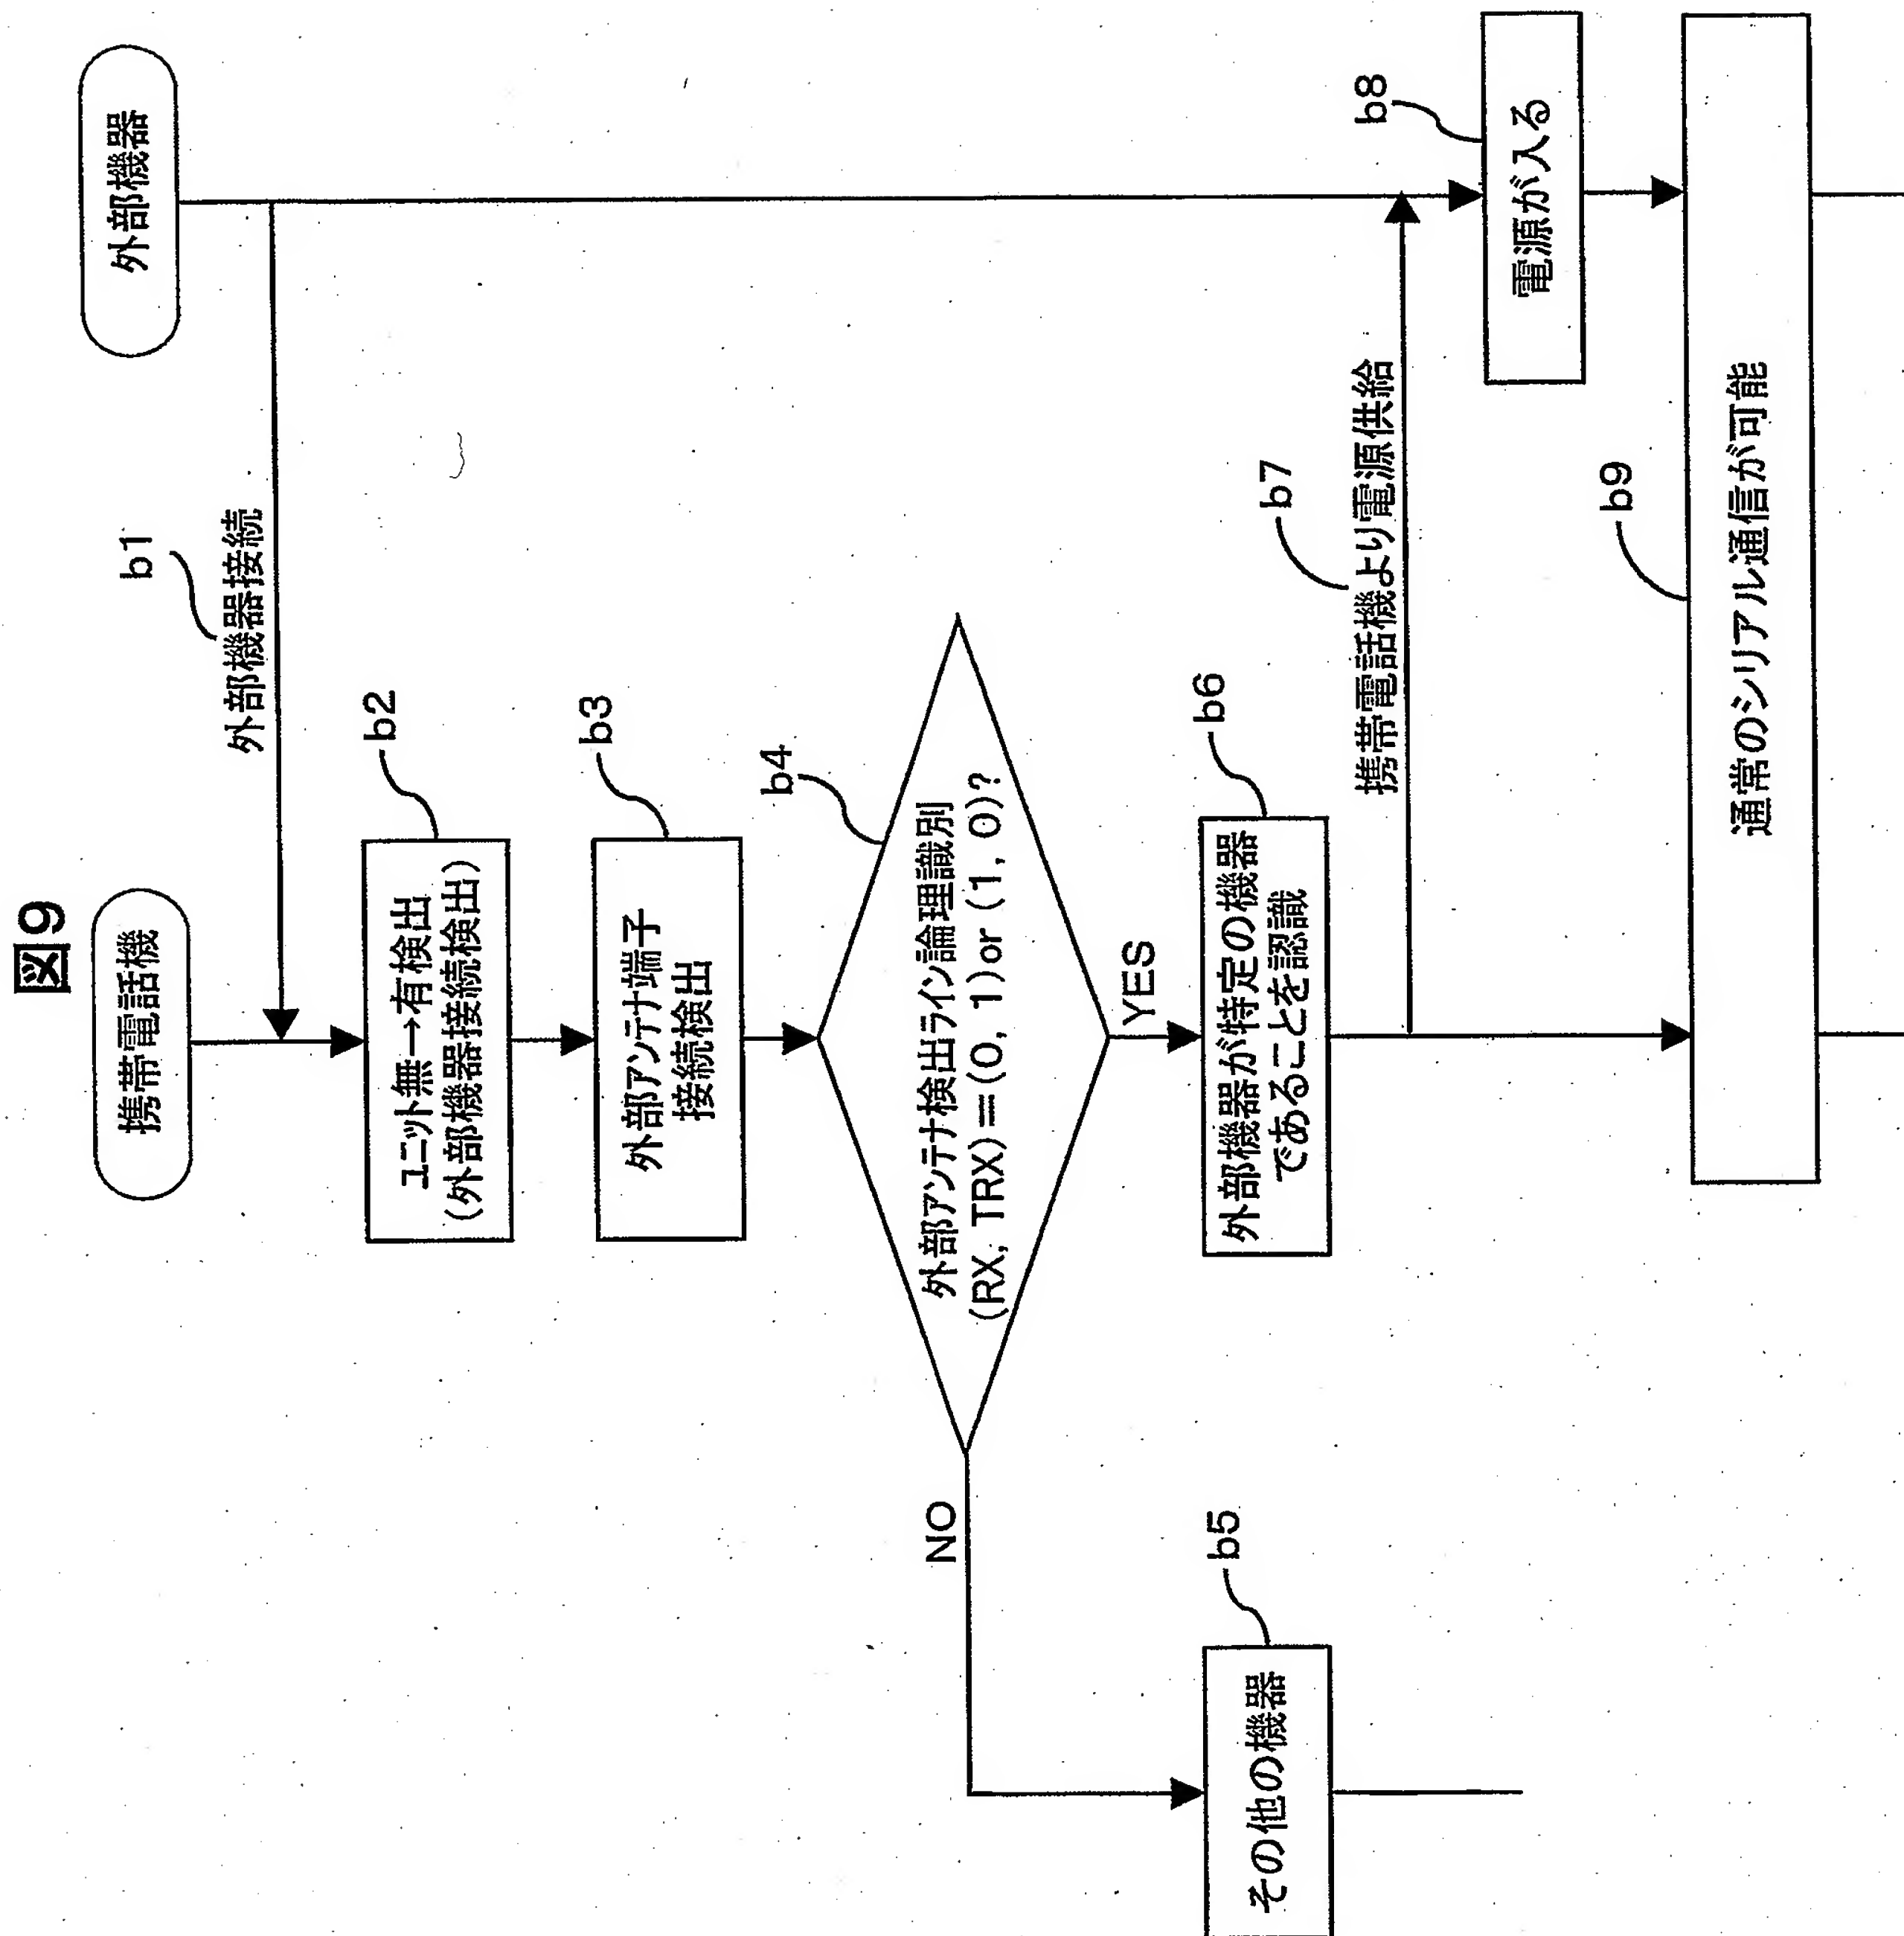 図9
携帯電話機
外部機器
b1
外部機器接続
b2
ユニット無→有検出
(外部機器接続検出)
b3
外部アンテナ端子
接続検出
b4
外部アンテナ検出ライン論理識別
(RX, TRX)=(0, 1)or(1, 0)?
NO
YES
b5
その他の機器
b6
外部機器が特定の機器
であることを認識
b7
携帯電話機より電源供給
b8
電源が入る
b9
通常のシリアル通信が可能